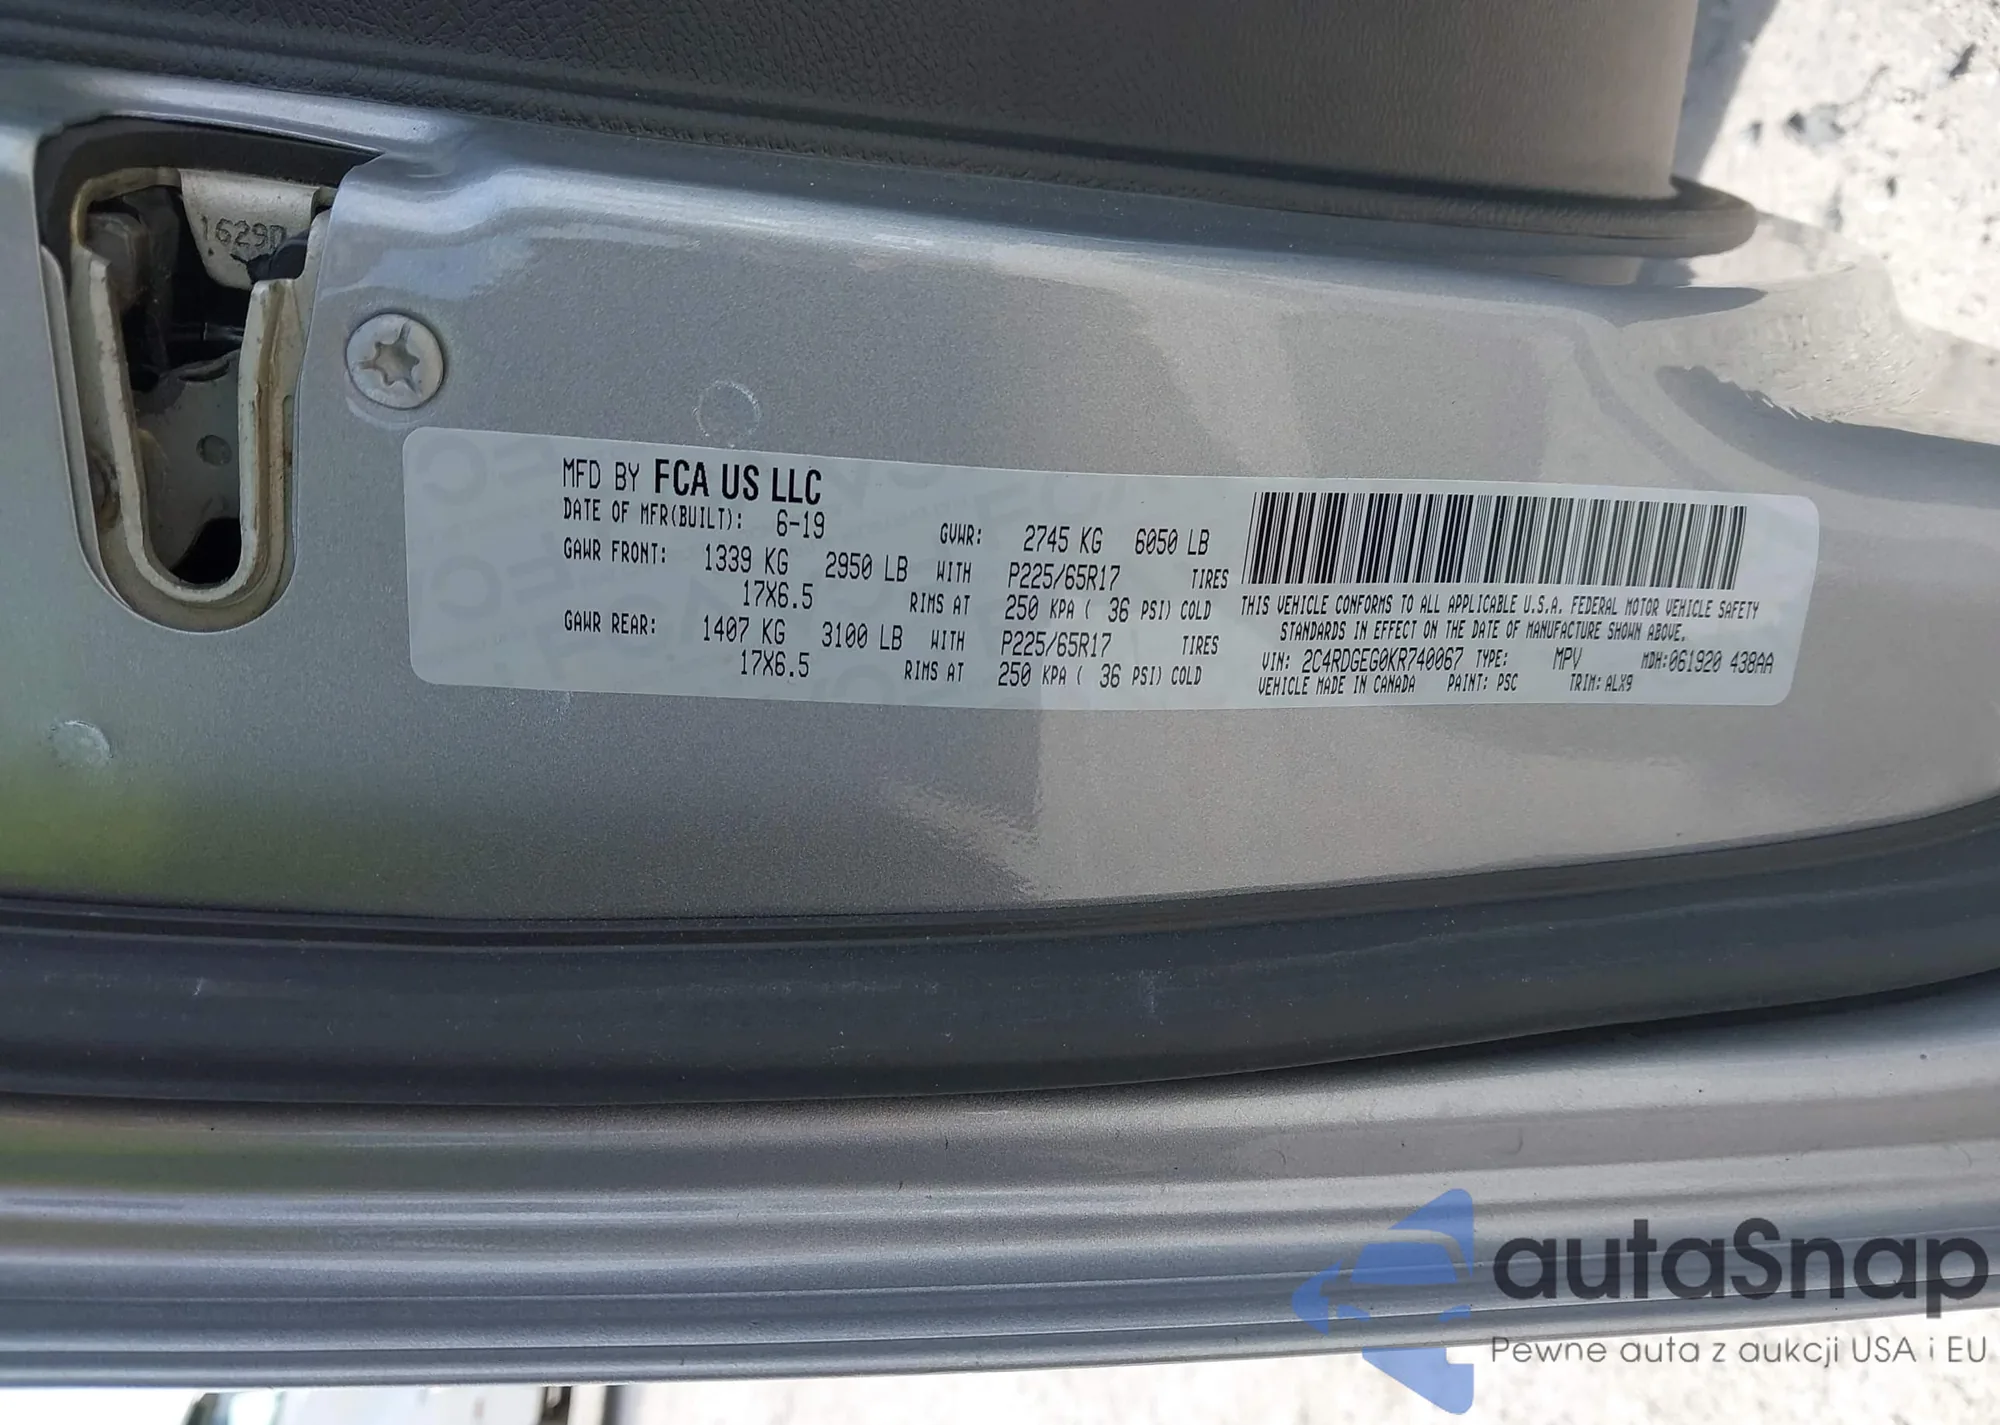 1629D
MFD BY FCA US LLC
DATE OF MFR(BUILT): 6-19 GVWR: 2745 KG 6050 LB
GAWR FRONT: 1339 KG 2950 LB WITH P225/65R17 TIRES
17X6.5 RIMS AT 250 KPA ( 36 PSI) COLD
GAWR REAR: 1407 KG 3100 LB WITH P225/65R17 TIRES
17X6.5 RIMS AT 250 KPA ( 36 PSI) COLD
THIS VEHICLE CONFORMS TO ALL APPLICABLE U.S.A. FEDERAL MOTOR VEHICLE SAFETY
STANDARDS IN EFFECT ON THE DATE OF MANUFACTURE SHOWN ABOVE.
VIN: 2C4RDGEG0KR740067 TYPE: MPV MDH:061920 438AA
VEHICLE MADE IN CANADA PAINT: PSC TRIM: ALX9
autaSnap
Pewne auta z aukcji USA i EU